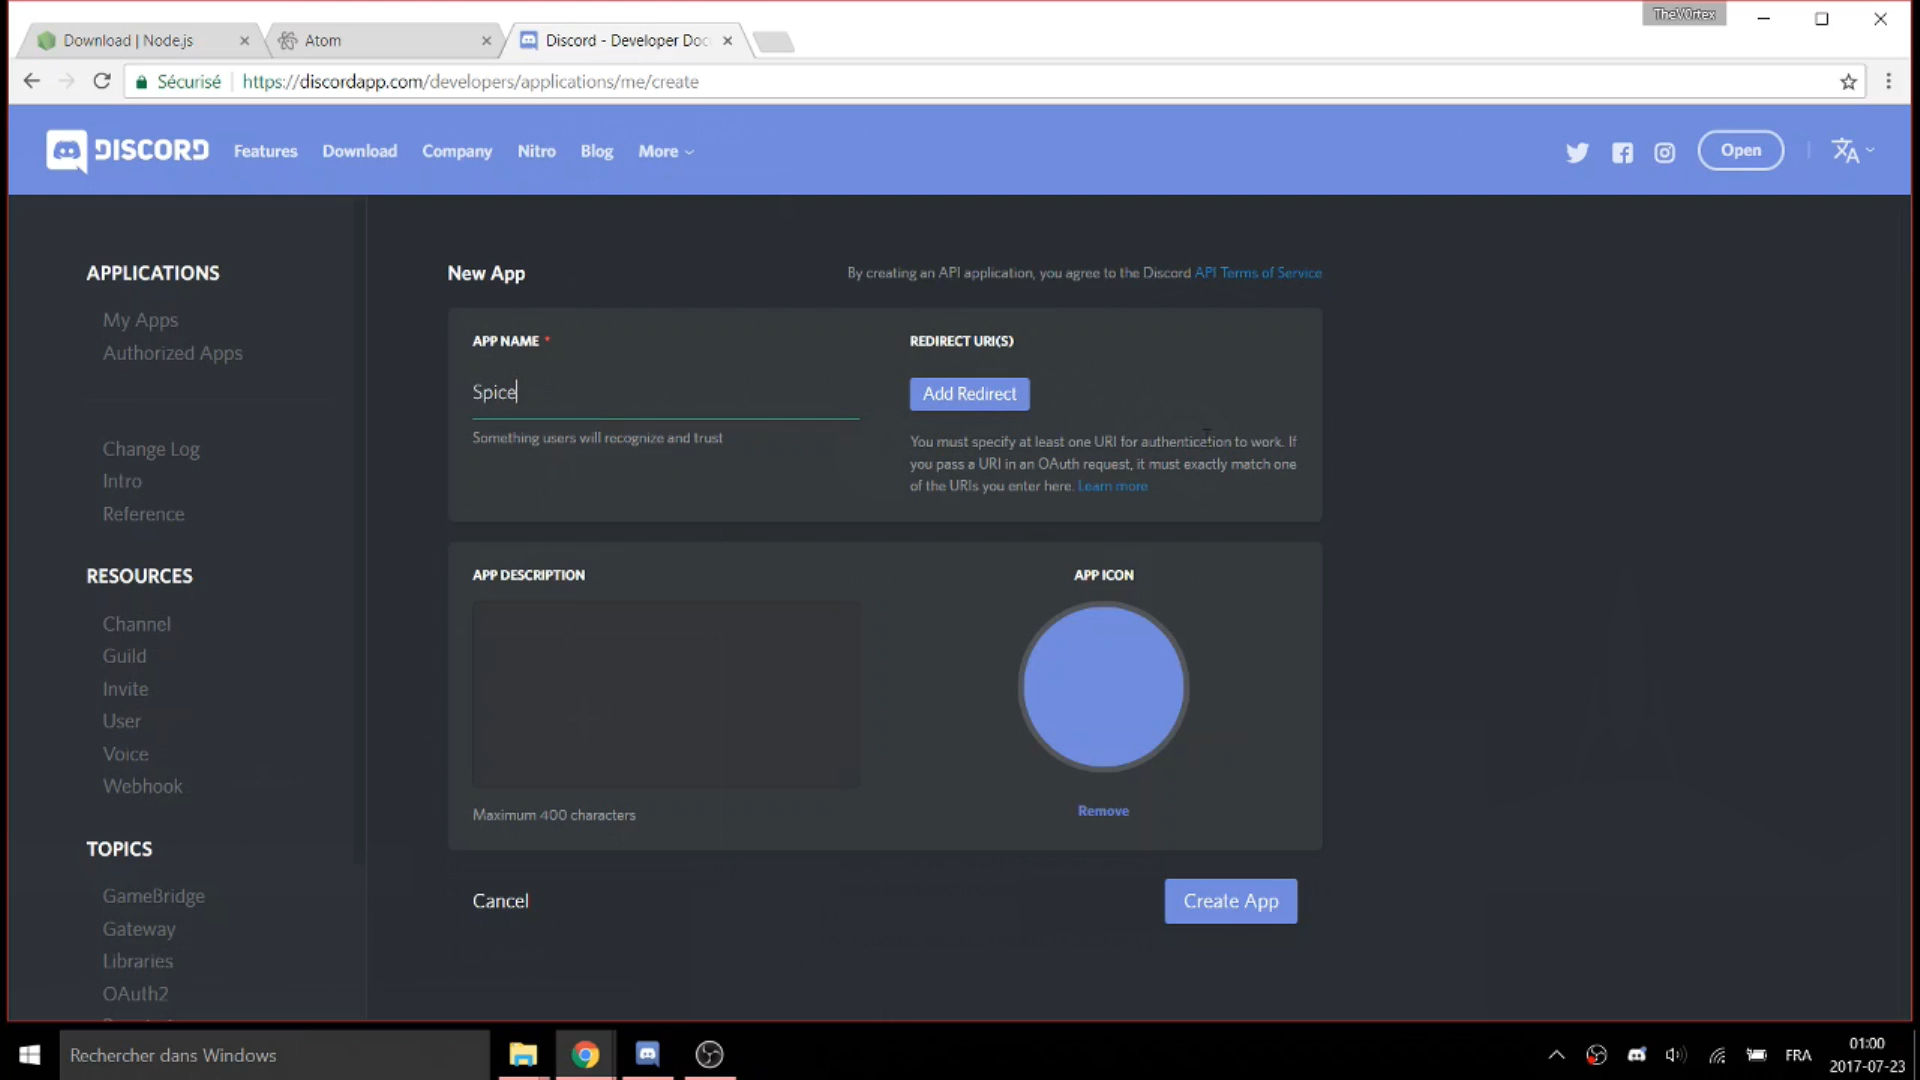 TheV0rtex
Download | Node.js
Atom
Discord - Developer Doc
Sécurisé
https://discordapp.com/developers/applications/me/create
DISCORD
Features
Download
Company
Nitro
Blog
More
Open
APPLICATIONS
My Apps
Authorized Apps
Change Log
Intro
Reference
RESOURCES
Channel
Guild
Invite
User
Voice
Webhook
TOPICS
GameBridge
Gateway
Libraries
OAuth2
New App
By creating an API application, you agree to the Discord API Terms of Service
APP NAME *
Spice
Something users will recognize and trust
REDIRECT URI(S)
Add Redirect
You must specify at least one URI for authentication to work. If
you pass a URI in an OAuth request, it must exactly match one
of the URIs you enter here. Learn more
APP DESCRIPTION
Maximum 400 characters
APP ICON
Remove
Cancel
Create App
Rechercher dans Windows
FRA
01:00
2017-07-23